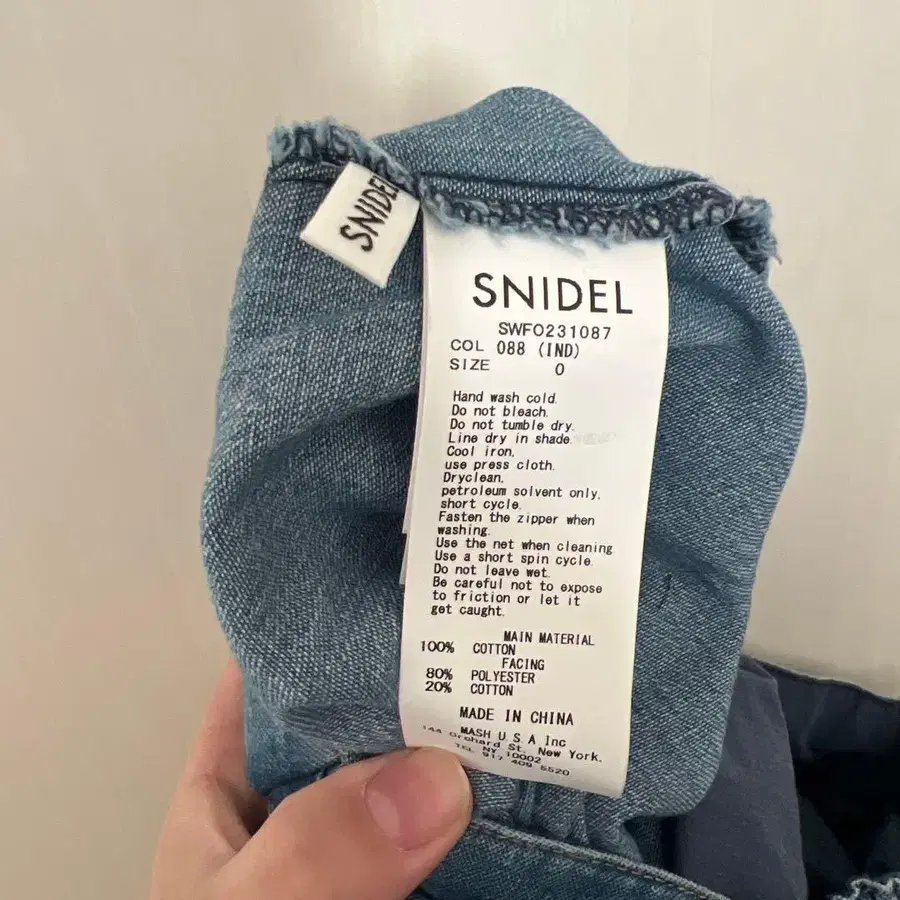 SNIDEL
SNIDEL
SWFO231087
COL 088 (IND)
SIZE 0
Hand wash cold.
Do not bleach.
Do not tumble dry.
Line dry in shade.
Cool iron,
use press cloth.
Dryclean,
petroleum solvent only,
short cycle.
Fasten the zipper when
washing.
Use the net when cleaning.
Use a short spin cycle.
Do not leave wet.
Be careful not to expose
to friction or let it
get caught.
MAIN MATERIAL
100% COTTON
FACING
80% POLYESTER
20% COTTON
MADE IN CHINA
MASH U.S.A Inc
144 Orchard St. New York.
NY 10002
TEL 917 409 5520